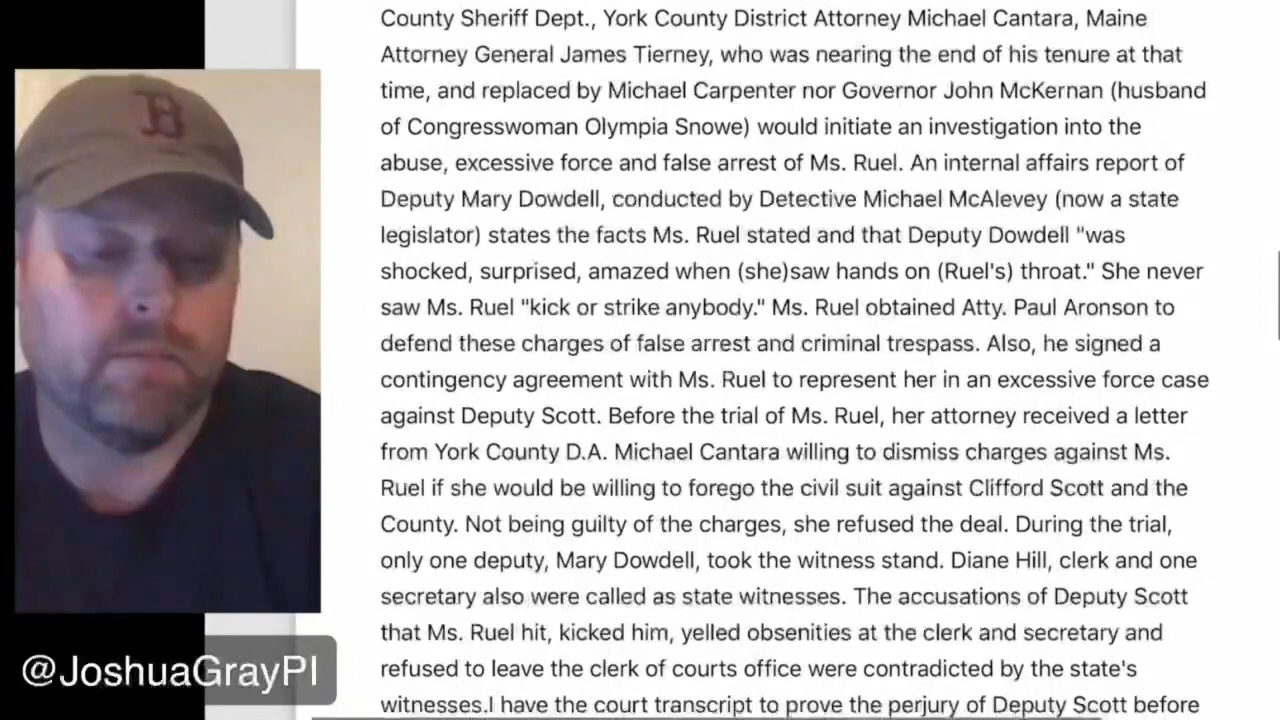 County Sheriff Dept., York County District Attorney Michael Cantara, Maine
Attorney General James Tierney, who was nearing the end of his tenure at that
time, and replaced by Michael Carpenter nor Governor John McKernan (husband
of Congresswoman Olympia Snowe) would initiate an investigation into the
abuse, excessive force and false arrest of Ms. Ruel. An internal affairs report of
Deputy Mary Dowdell, conducted by Detective Michael McAlevey (now a state
legislator) states the facts Ms. Ruel stated and that Deputy Dowdell "was
shocked, surprised, amazed when (she)saw hands on (Ruel's) throat." She never
saw Ms. Ruel "kick or strike anybody." Ms. Ruel obtained Atty. Paul Aronson to
defend these charges of false arrest and criminal trespass. Also, he signed a
contingency agreement with Ms. Ruel to represent her in an excessive force case
against Deputy Scott. Before the trial of Ms. Ruel, her attorney received a letter
from York County D.A. Michael Cantara willing to dismiss charges against Ms.
Ruel if she would be willing to forego the civil suit against Clifford Scott and the
County. Not being guilty of the charges, she refused the deal. During the trial,
only one deputy, Mary Dowdell, took the witness stand. Diane Hill, clerk and one
secretary also were called as state witnesses. The accusations of Deputy Scott
that Ms. Ruel hit, kicked him, yelled obsenities at the clerk and secretary and
refused to leave the clerk of courts office were contradicted by the state's
witnesses.I have the court transcript to prove the perjury of Deputy Scott before
B
@JoshuaGrayPI